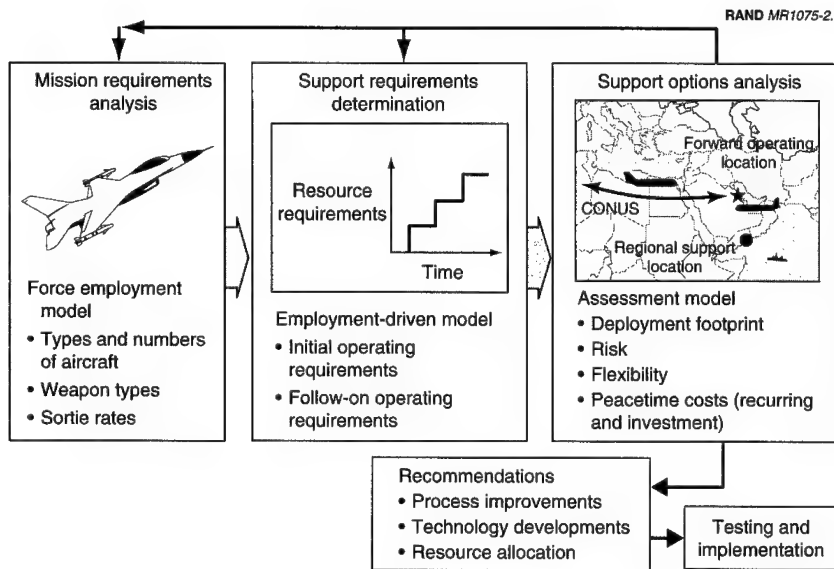 RAND MR1075-2.
Mission requirements
analysis
Force employment
model
• Types and numbers
of aircraft
• Weapon types
• Sortie rates
Support requirements
determination
Resource
requirements
Time
Employment-driven model
• Initial operating
requirements
• Follow-on operating
requirements
Support options analysis
Forward operating
location
CONUS
Regional support
location
Assessment model
• Deployment footprint
• Risk
• Flexibility
• Peacetime costs (recurring
and investment)
Recommendations
• Process improvements
• Technology developments
• Resource allocation
Testing and
implementation